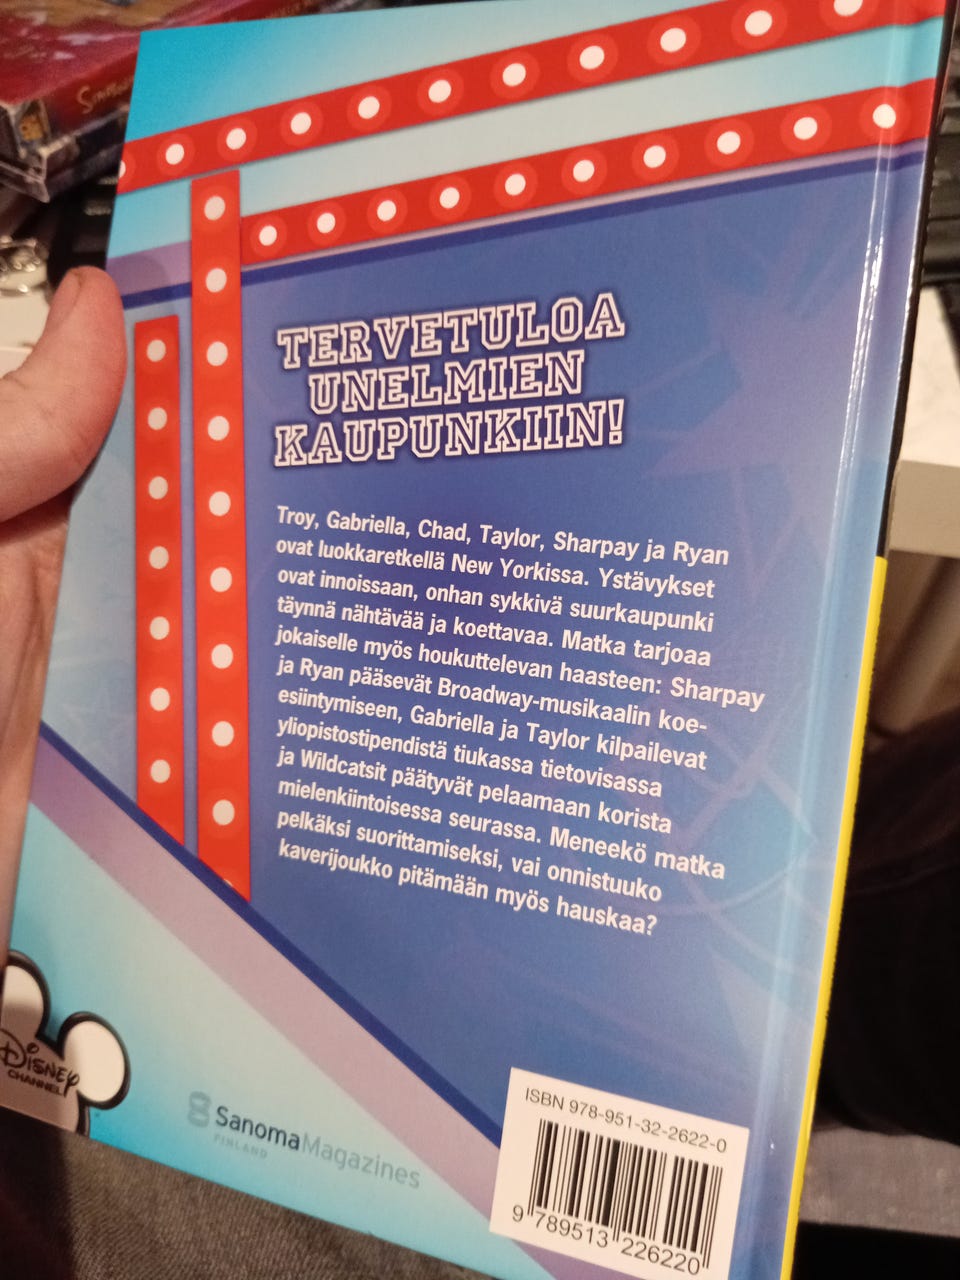 TERVETULOA
UNELMIEN
KAUPUNKIIN!
Troy, Gabriella, Chad, Taylor, Sharpay ja Ryan
ovat luokkaretkellä New Yorkissa. Ystävykset
ovat innoissaan, onhan sykkivä suurkaupunki
täynnä nähtävää ja koettavaa. Matka tarjoaa
jokaiselle myös houkuttelevan haasteen: Sharpay
ja Ryan pääsevät Broadway-musikaalin koe-
esiintymiseen, Gabriella ja Taylor kilpailevat
yliopistostipendistä tiukassa tietovisassa
ja Wildcatsit päätyvät pelaamaan korista
mielenkiintoisessa seurassa. Meneekö matka
pelkäksi suorittamiseksi, vai onnistuuko
kaverijoukko pitämään myös hauskaa?
DISNEY
CHANNEL
SanomaMagazines
FINLAND
ISBN 978-951-32-2622-0
9 789513 226220